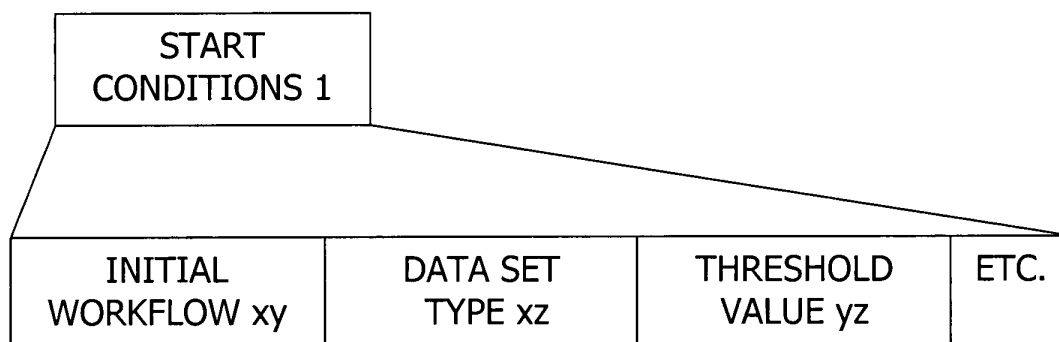 START
CONDITIONS 1
INITIAL
WORKFLOW xy
DATA SET
TYPE xz
THRESHOLD
VALUE yz
ETC.